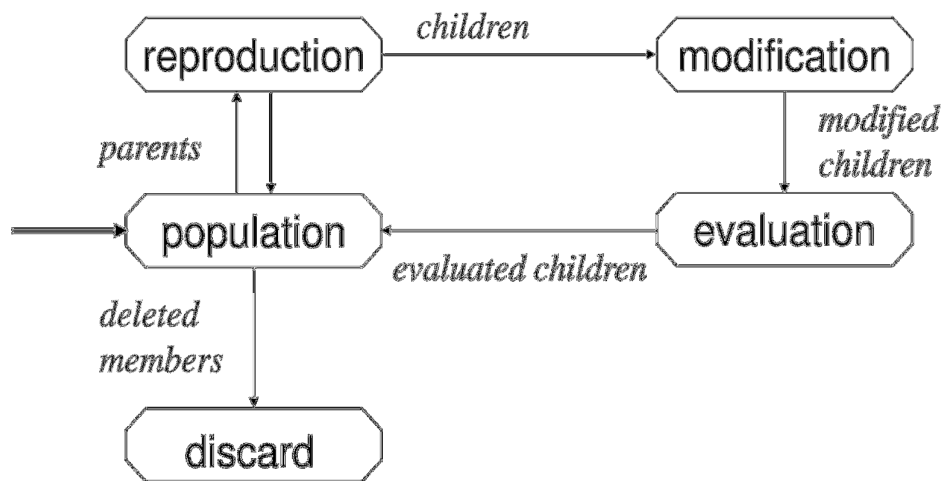 children
reproduction
modification
parents
modified
children
population
evaluation
evaluated children
deleted
members
discard